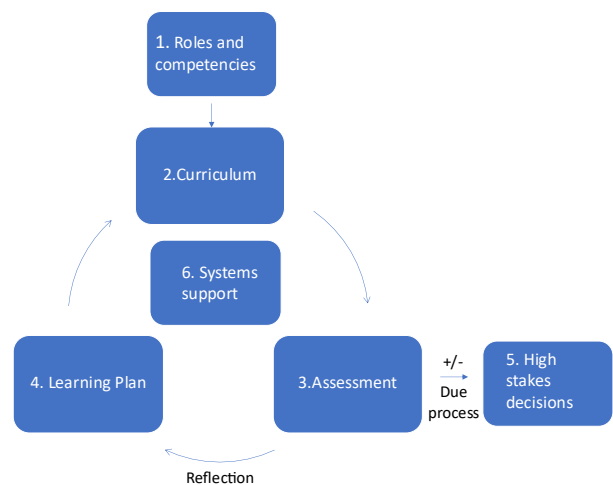 1. Roles and
competencies
2.Curriculum
6. Systems
support
4. Learning Plan
3.Assessment
+/-
Due
process
5. High
stakes
decisions
Reflection